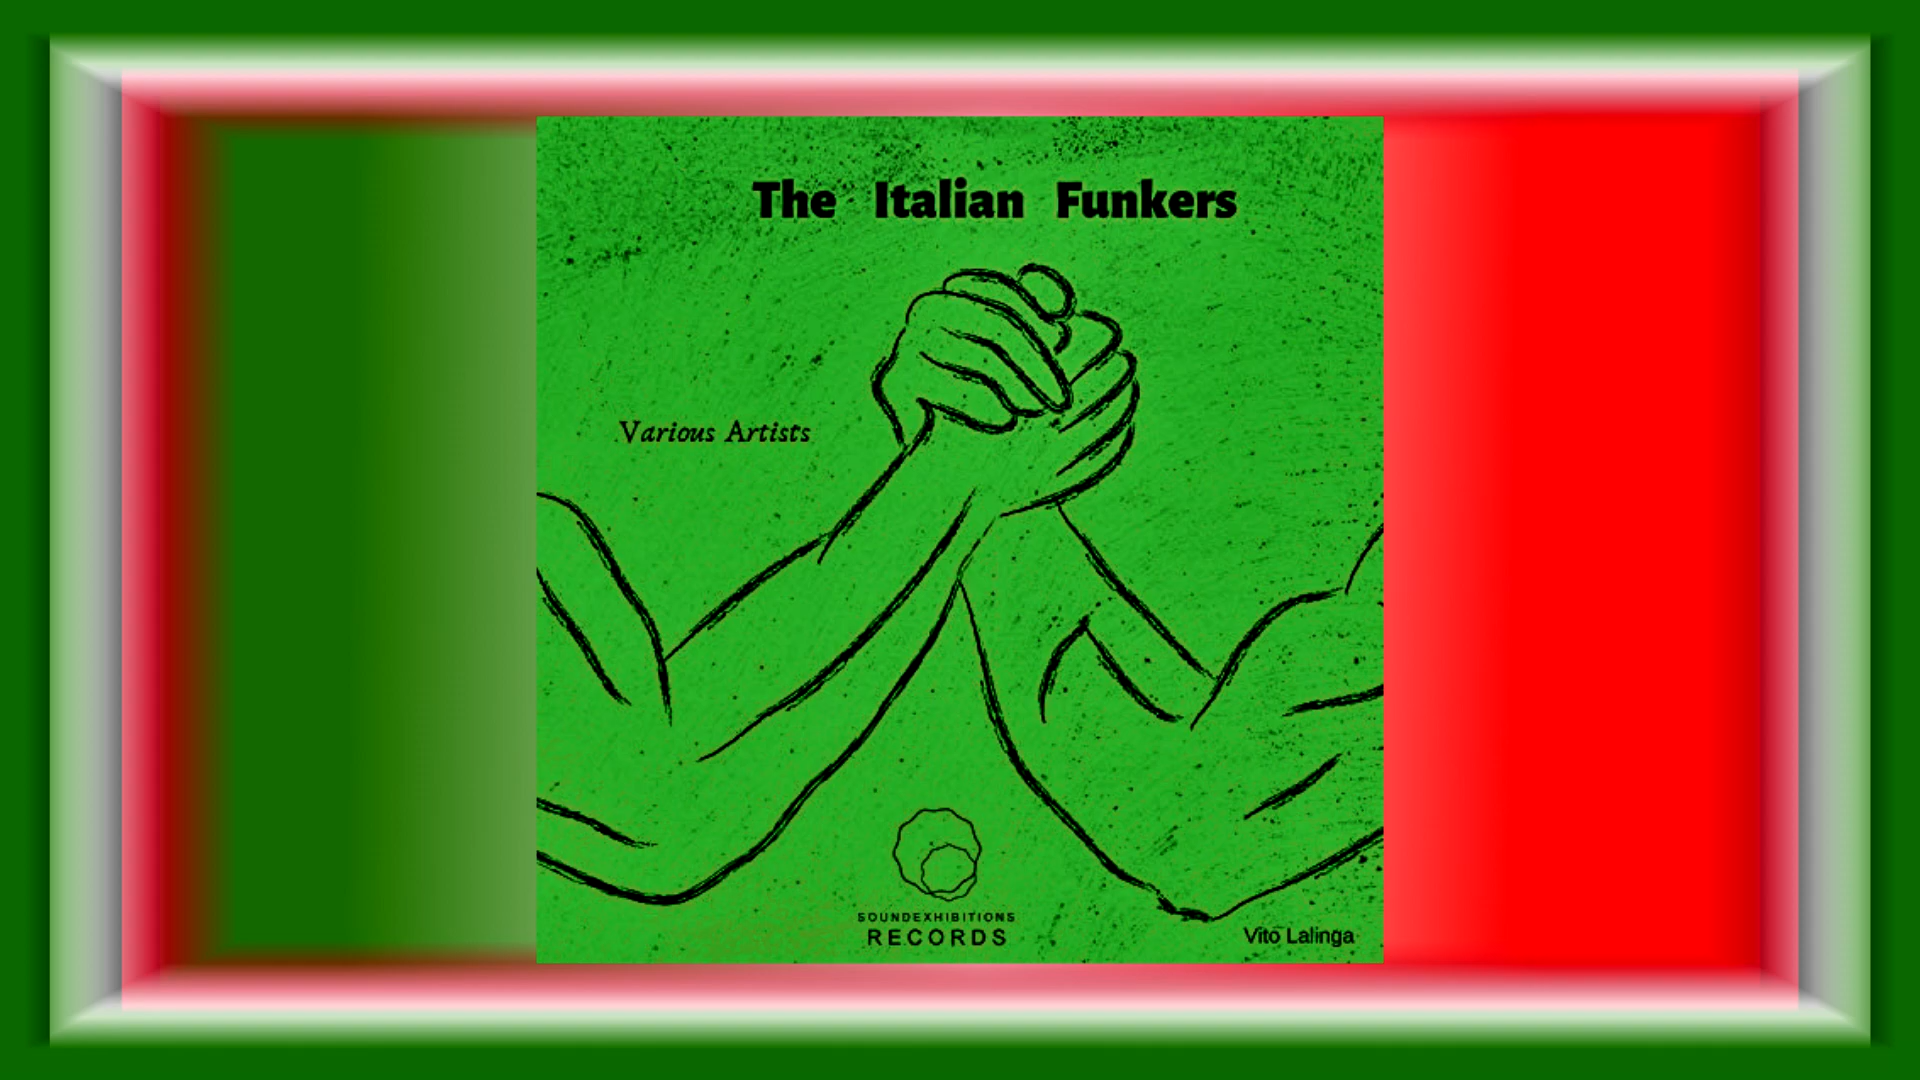 The Italian Funkers
Various Artists
SOUNDEXHIBITIONS
RECORDS
Vito Lalinga